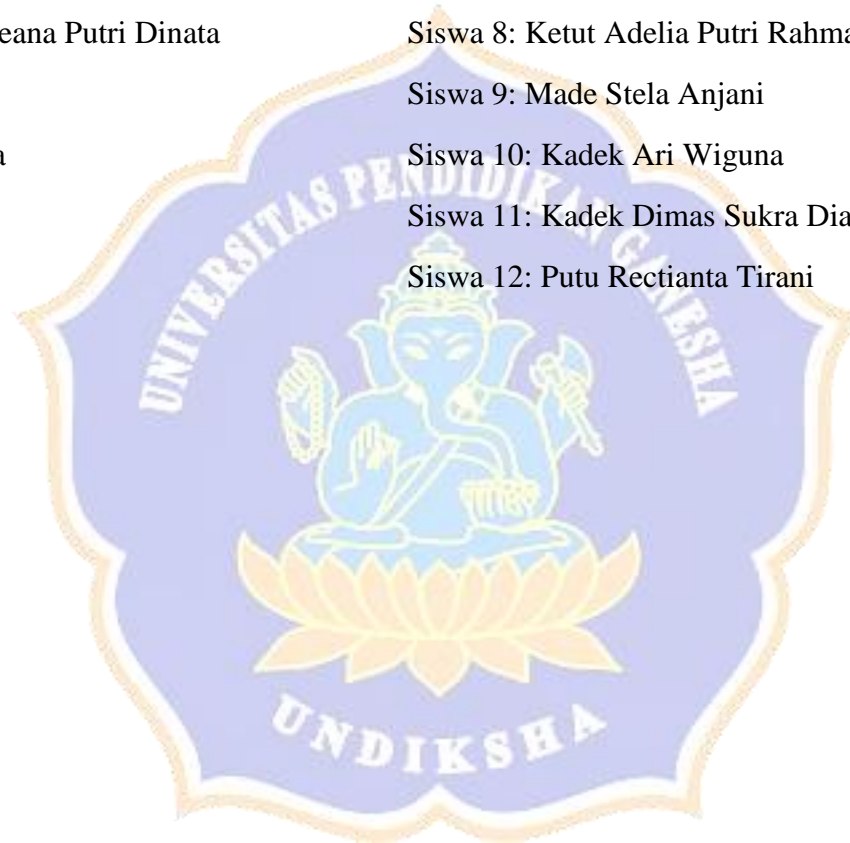 eana Putri Dinata
a
Siswa 8: Ketut Adelia Putri Rahma
Siswa 9: Made Stela Anjani
Siswa 10: Kadek Ari Wiguna
Siswa 11: Kadek Dimas Sukra Dia
Siswa 12: Putu Rectianta Tirani
UNIVERSITAS PENDIDIKAN GANESHA
UNDIKSHA